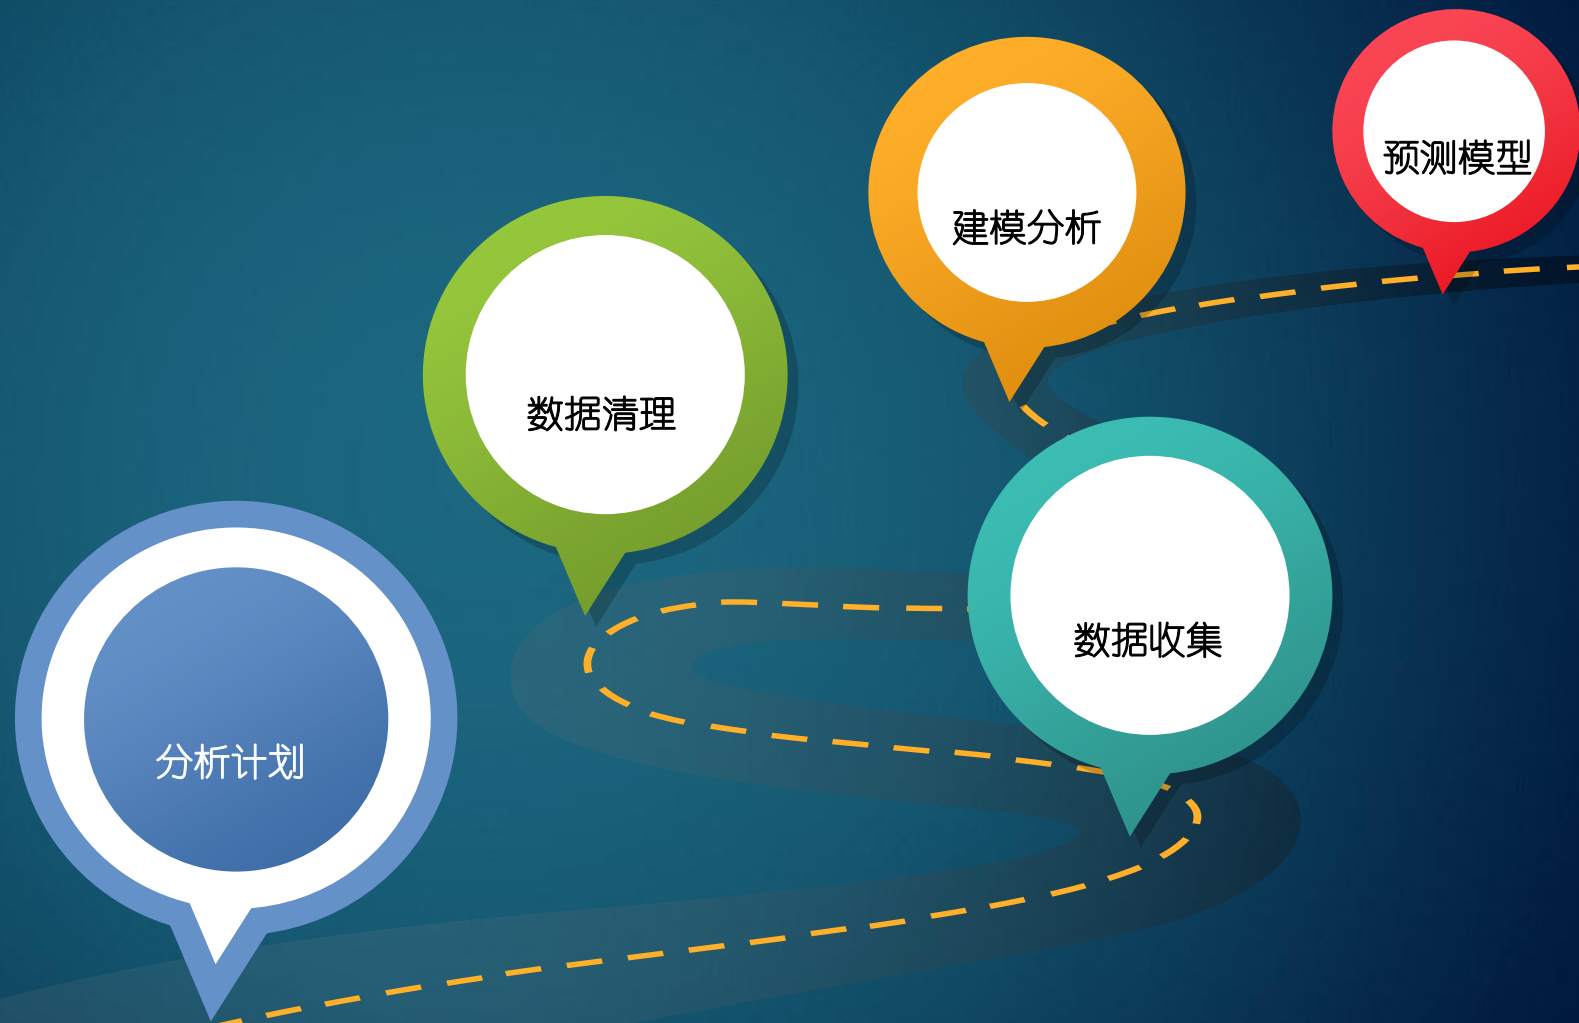 预测模型
建模分析
数据清理
数据收集
分析计划